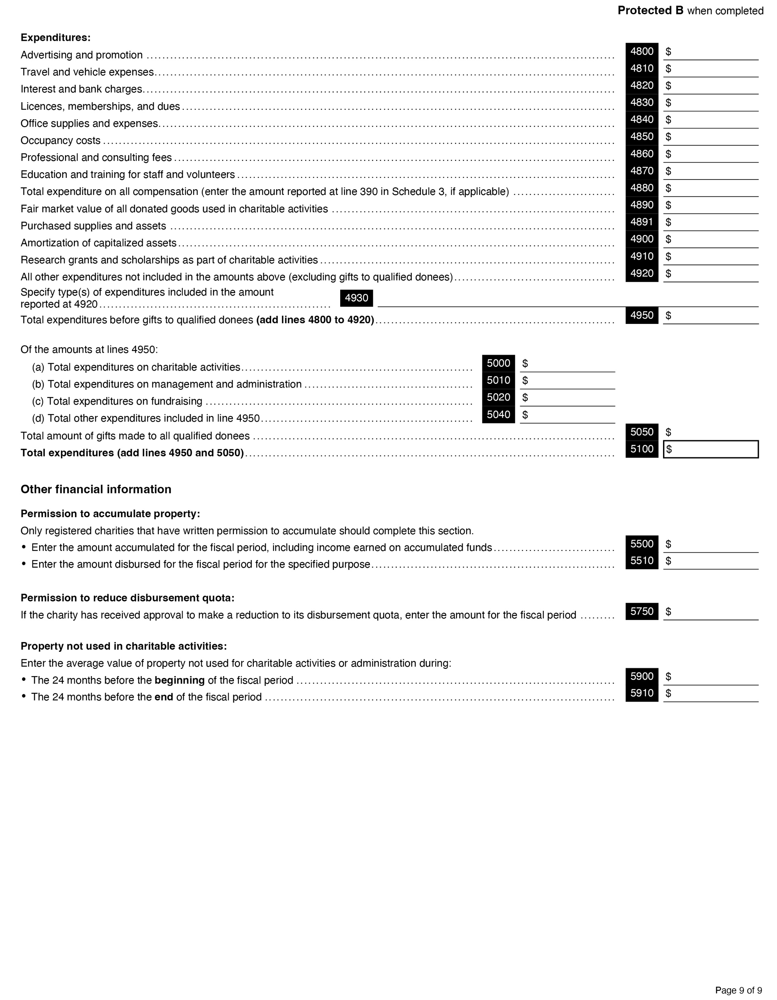 Protected B when completed
Expenditures:
Advertising and promotion 4800 $
Travel and vehicle expenses 4810 $
Interest and bank charges 4820 $
Licences, memberships, and dues 4830 $
Office supplies and expenses 4840 $
Occupancy costs 4850 $
Professional and consulting fees 4860 $
Education and training for staff and volunteers 4870 $
Total expenditure on all compensation (enter the amount reported at line 390 in Schedule 3, if applicable) 4880 $
Fair market value of all donated goods used in charitable activities 4890 $
Purchased supplies and assets 4891 $
Amortization of capitalized assets 4900 $
Research grants and scholarships as part of charitable activities 4910 $
All other expenditures not included in the amounts above (excluding gifts to qualified donees) 4920 $
Specify type(s) of expenditures included in the amount
reported at 4920 4930
Total expenditures before gifts to qualified donees (add lines 4800 to 4920) 4950 $
Of the amounts at lines 4950:
(a) Total expenditures on charitable activities 5000 $
(b) Total expenditures on management and administration 5010 $
(c) Total expenditures on fundraising 5020 $
(d) Total other expenditures included in line 4950 5040 $
Total amount of gifts made to all qualified donees 5050 $
Total expenditures (add lines 4950 and 5050) 5100 $
Other financial information
Permission to accumulate property:
Only registered charities that have written permission to accumulate should complete this section.
• Enter the amount accumulated for the fiscal period, including income earned on accumulated funds 5500 $
• Enter the amount disbursed for the fiscal period for the specified purpose 5510 $
Permission to reduce disbursement quota:
If the charity has received approval to make a reduction to its disbursement quota, enter the amount for the fiscal period 5750 $
Property not used in charitable activities:
Enter the average value of property not used for charitable activities or administration during:
• The 24 months before the beginning of the fiscal period 5900 $
• The 24 months before the end of the fiscal period 5910 $
Page 9 of 9